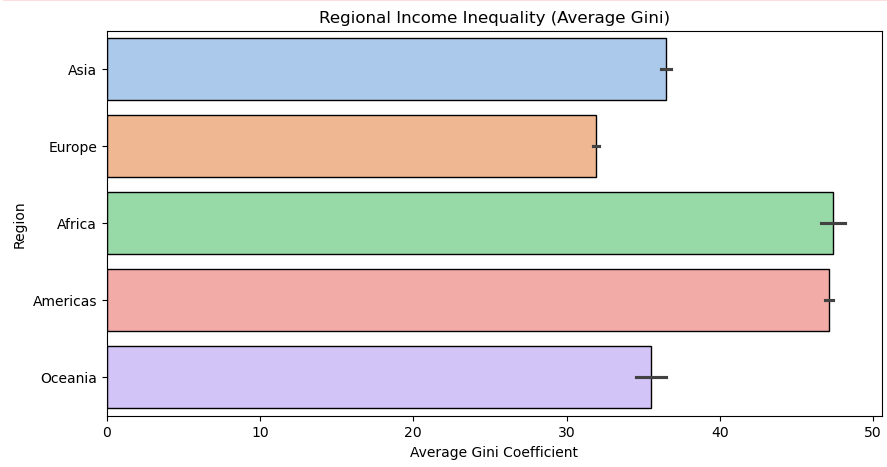 Regional Income Inequality (Average Gini)
Asia
Europe
Africa
Americas
Oceania
Region
0 10 20 30 40 50
Average Gini Coefficient